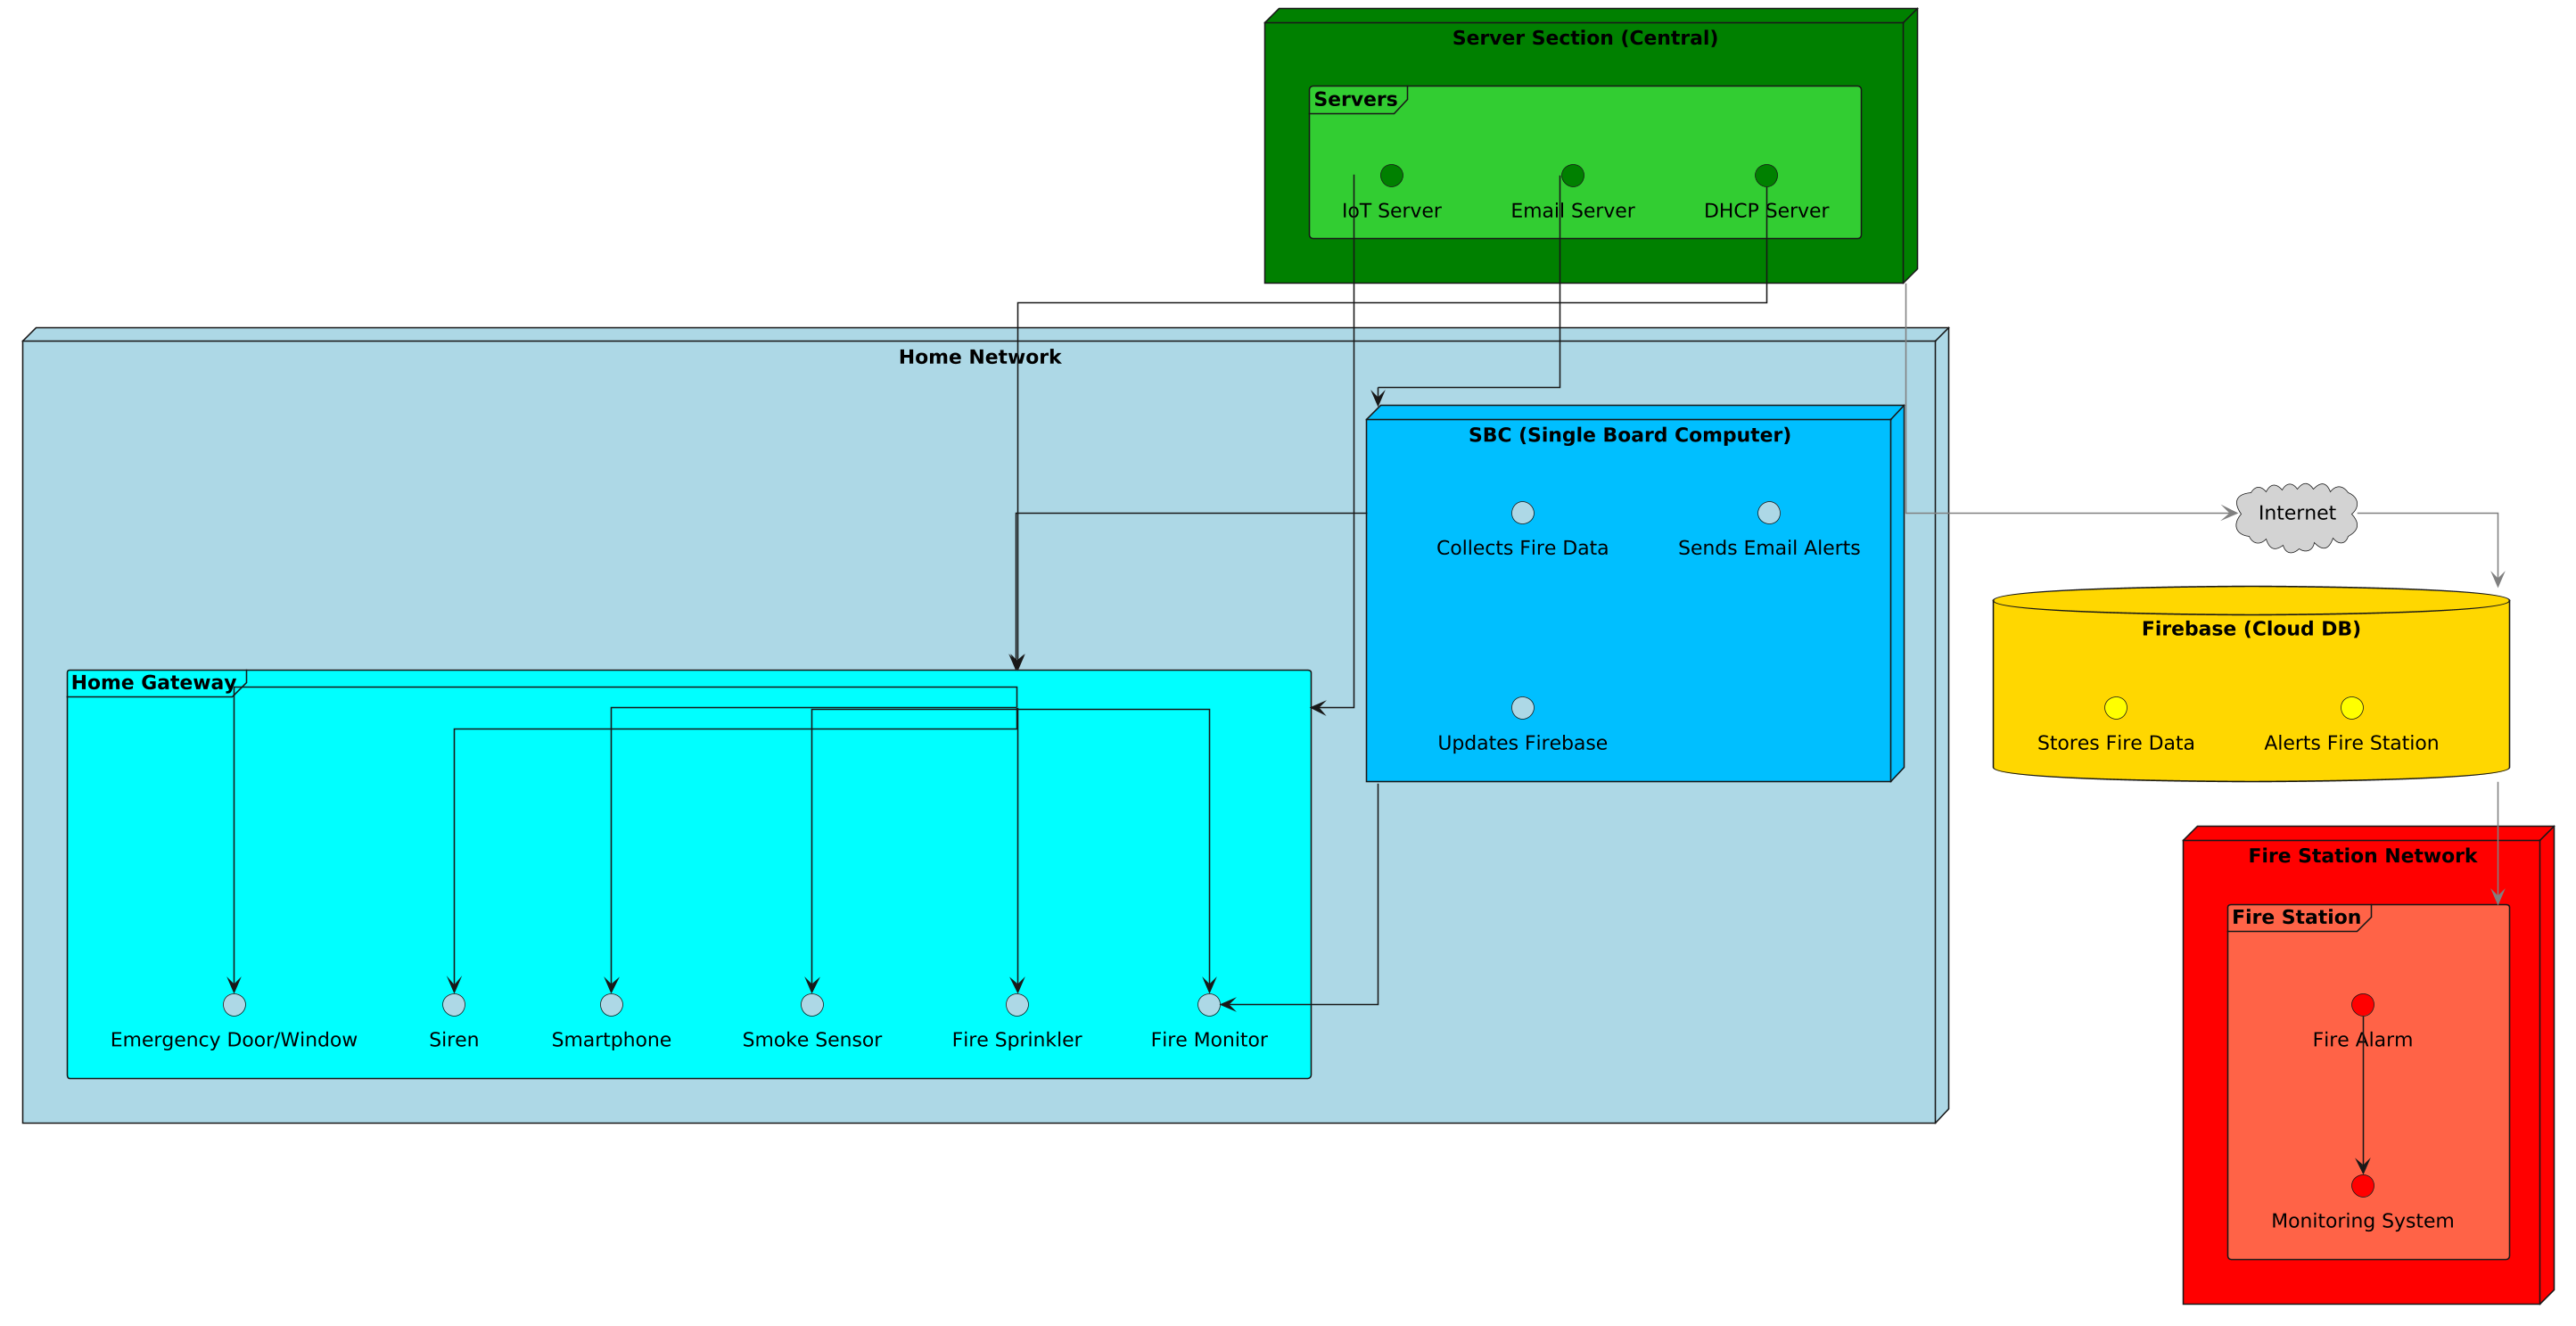 Server Section (Central)
Servers
IoT Server
Email Server
DHCP Server
Home Network
SBC (Single Board Computer)
Collects Fire Data
Sends Email Alerts
Updates Firebase
Internet
Firebase (Cloud DB)
Stores Fire Data
Alerts Fire Station
Home Gateway
Emergency Door/Window
Siren
Smartphone
Smoke Sensor
Fire Sprinkler
Fire Monitor
Fire Station Network
Fire Station
Fire Alarm
Monitoring System